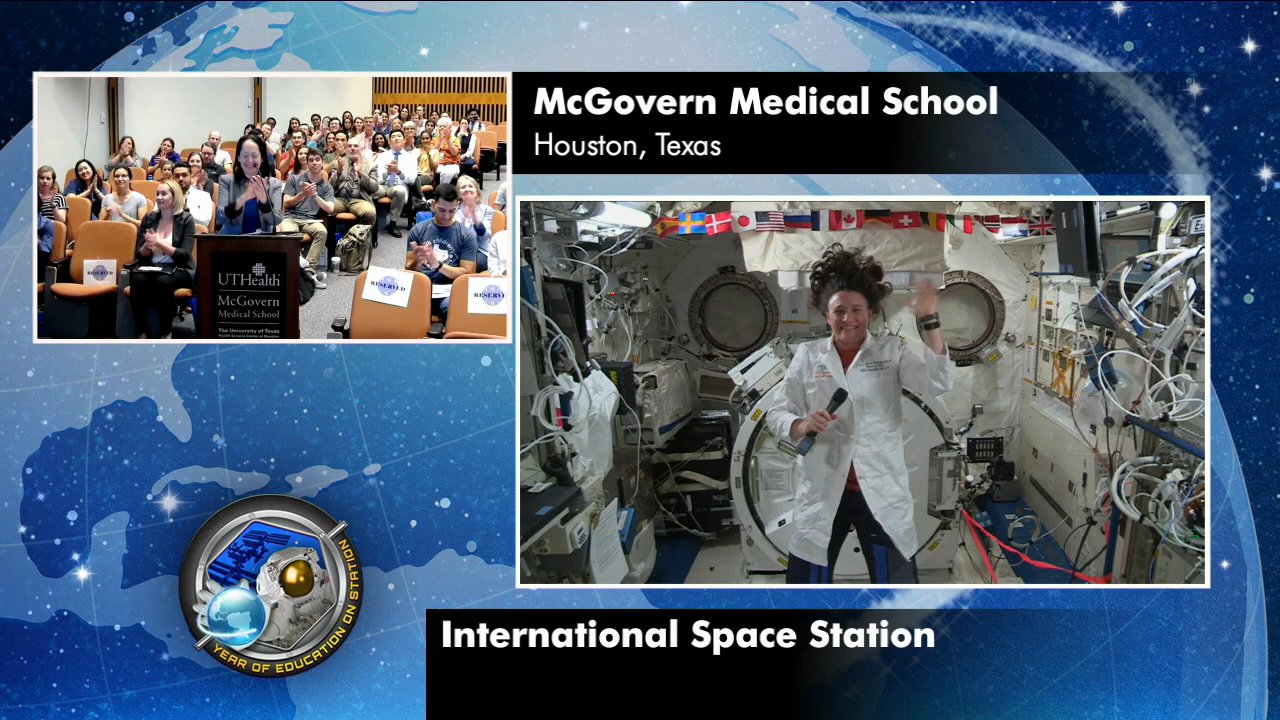 McGovern Medical School
Houston, Texas
RESERVED
RESERVED
RESERVED
UTHealth
McGovern
Medical School
The University of Texas
International Space Station
YEAR OF EDUCATION ON STATION